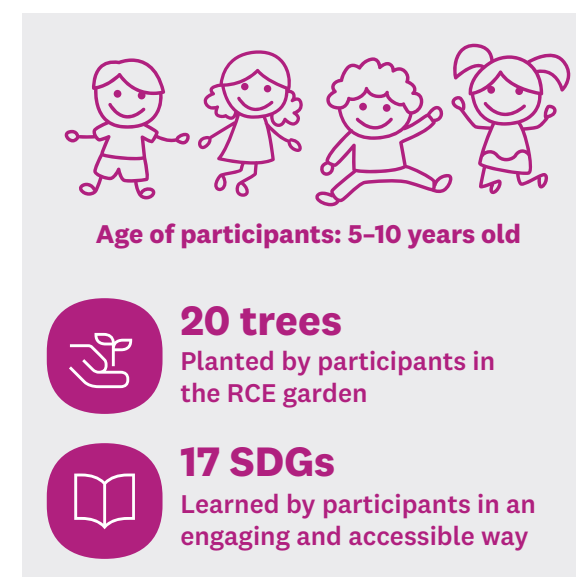 Age of participants: 5–10 years old
20 trees
Planted by participants in
the RCE garden
17 SDGs
Learned by participants in an
engaging and accessible way